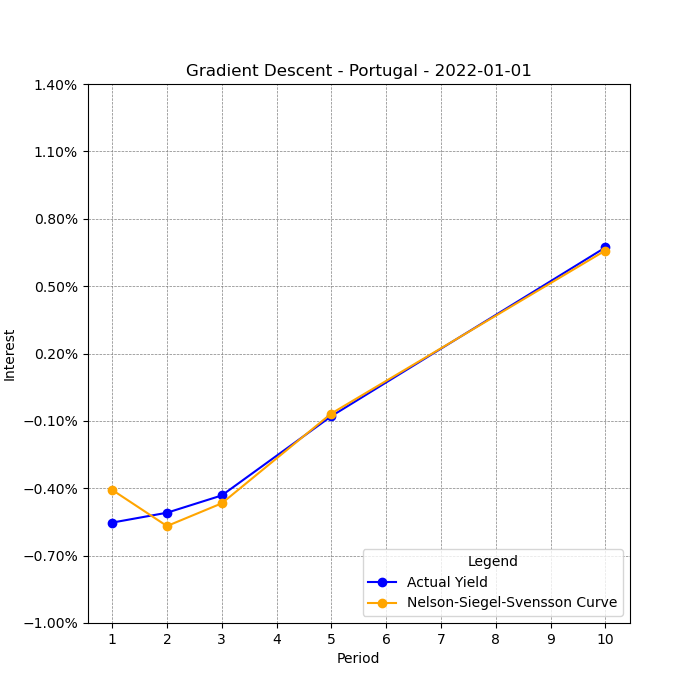 Gradient Descent - Portugal - 2022-01-01
1.40%
1.10%
0.80%
0.50%
0.20%
−0.10%
−0.40%
−0.70%
−1.00%
Interest
1 2 3 4 5 6 7 8 9 10
Period
Legend
Actual Yield
Nelson-Siegel-Svensson Curve